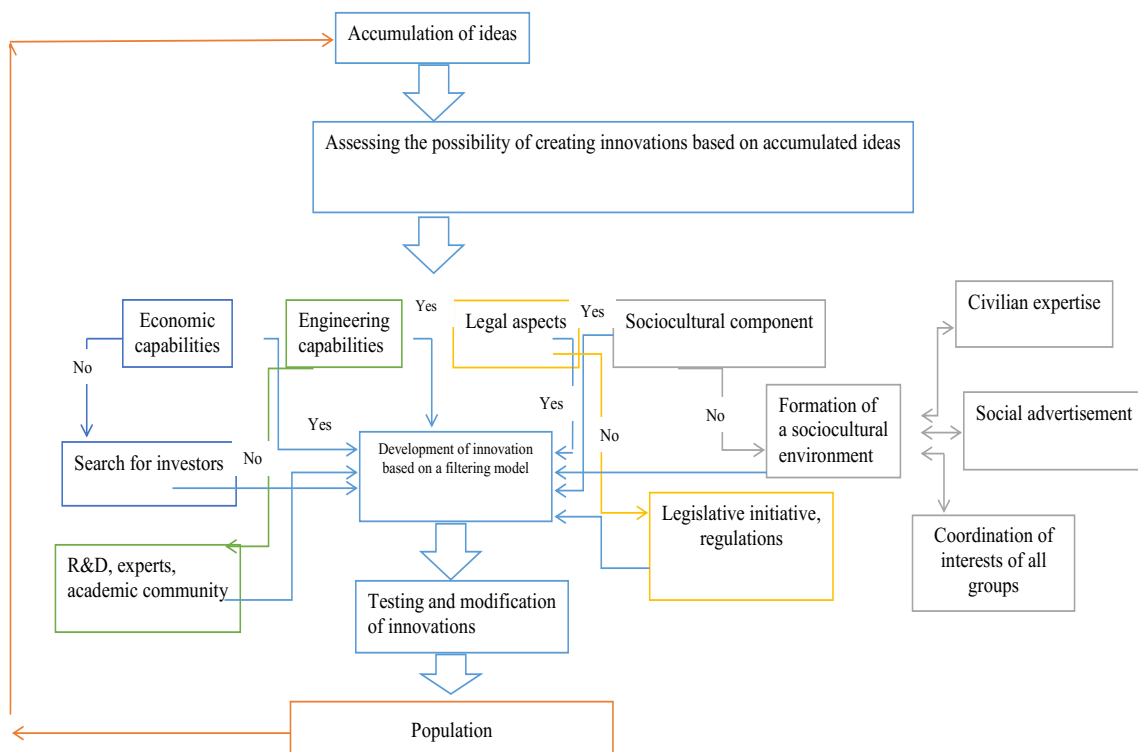 Accumulation of ideas
Assessing the possibility of creating innovations based on accumulated ideas
Economic
capabilities
Engineering
capabilities
Yes
Legal aspects
Yes
Sociocultural component
Civilian expertise
No
Yes
Yes
No
No
Formation of
a sociocultural
environment
Social advertisement
Search for investors
No
Development of innovation
based on a filtering model
Legislative initiative,
regulations
Coordination of
interests of all
groups
R&D, experts,
academic community
Testing and modification
of innovations
Population